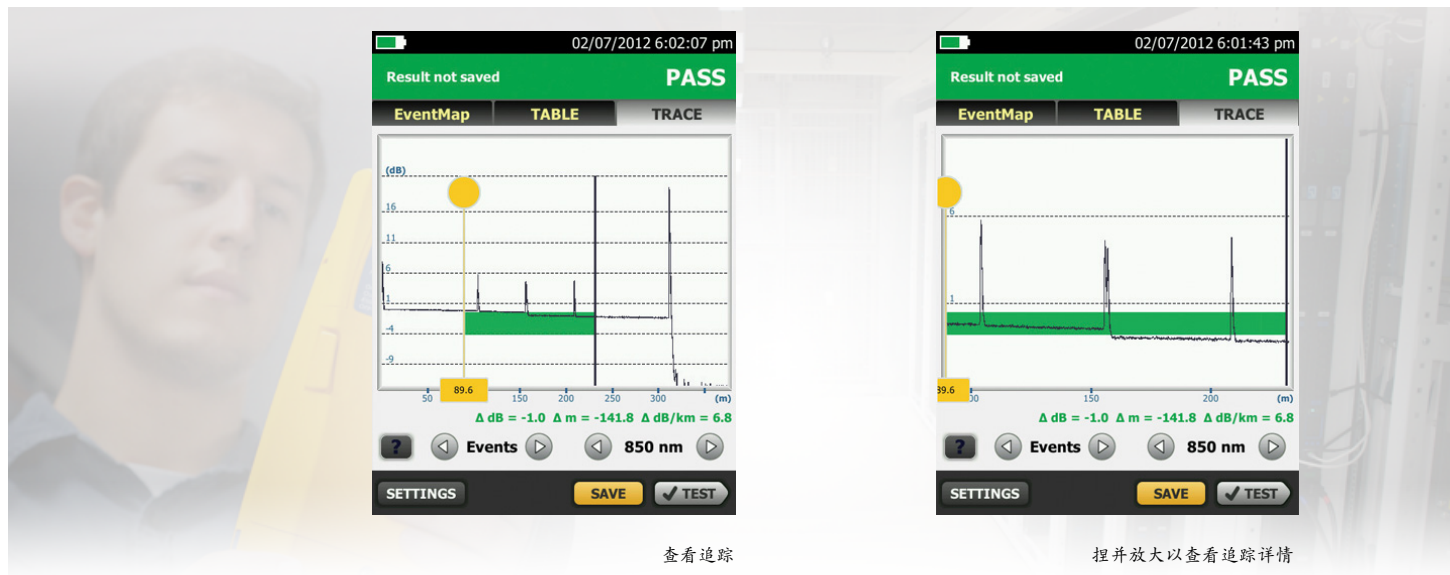 02/07/2012 6:02:07 pm
Result not saved PASS
EventMap TABLE TRACE
(dB)
16
11
6
1
-4
-9
89.6
50 150 200 250 300 (m)
Δ dB = -1.0 Δ m = -141.8 Δ dB/km = 6.8
? Events 850 nm
SETTINGS SAVE TEST
查看追踪
02/07/2012 6:01:43 pm
Result not saved PASS
EventMap TABLE TRACE
6
1
89.6
00 150 200 (m)
Δ dB = -1.0 Δ m = -141.8 Δ dB/km = 6.8
? Events 850 nm
SETTINGS SAVE TEST
捏并放大以查看追踪详情